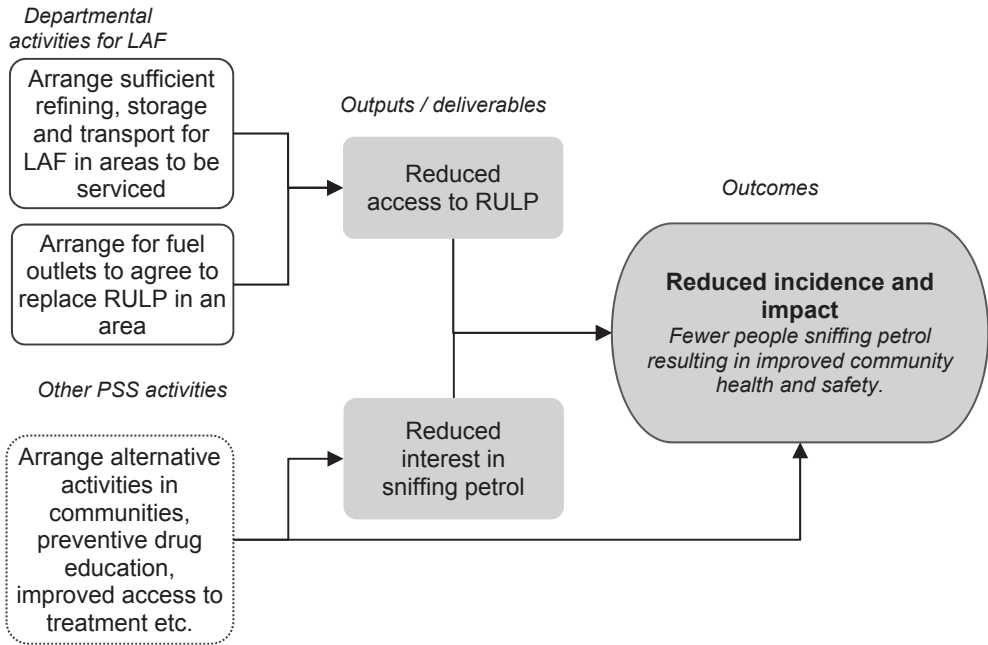 Departmental
activities for LAF
Arrange sufficient
refining, storage
and transport for
LAF in areas to be
serviced
Arrange for fuel
outlets to agree to
replace RULP in an
area
Other PSS activities
Arrange alternative
activities in
communities,
preventive drug
education,
improved access to
treatment etc.
Outputs / deliverables
Reduced
access to RULP
Reduced
interest in
sniffing petrol
Outcomes
Reduced incidence and
impact
Fewer people sniffing petrol
resulting in improved community
health and safety.